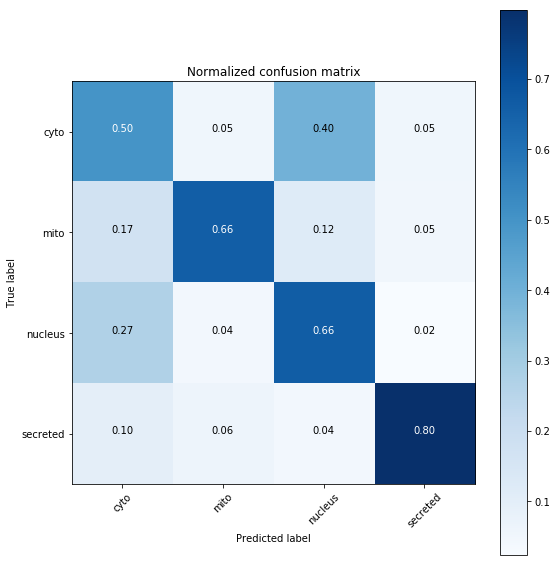 Normalized confusion matrix
cyto 0.50 0.05 0.40 0.05
mito 0.17 0.66 0.12 0.05
nucleus 0.27 0.04 0.66 0.02
secreted 0.10 0.06 0.04 0.80
cyto mito nucleus secreted
True label
Predicted label
0.7
0.6
0.5
0.4
0.3
0.2
0.1